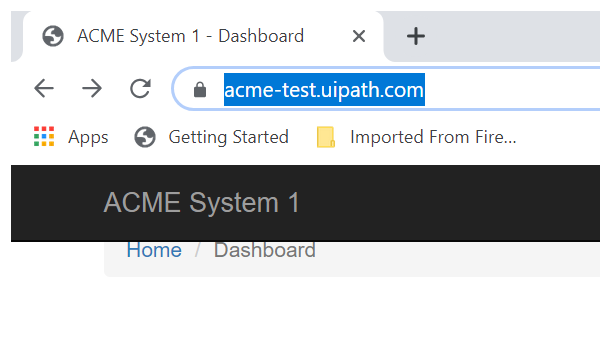 ACME System 1 - Dashboard
acme-test.uipath.com
Apps Getting Started Imported From Fire...
ACME System 1
Home / Dashboard